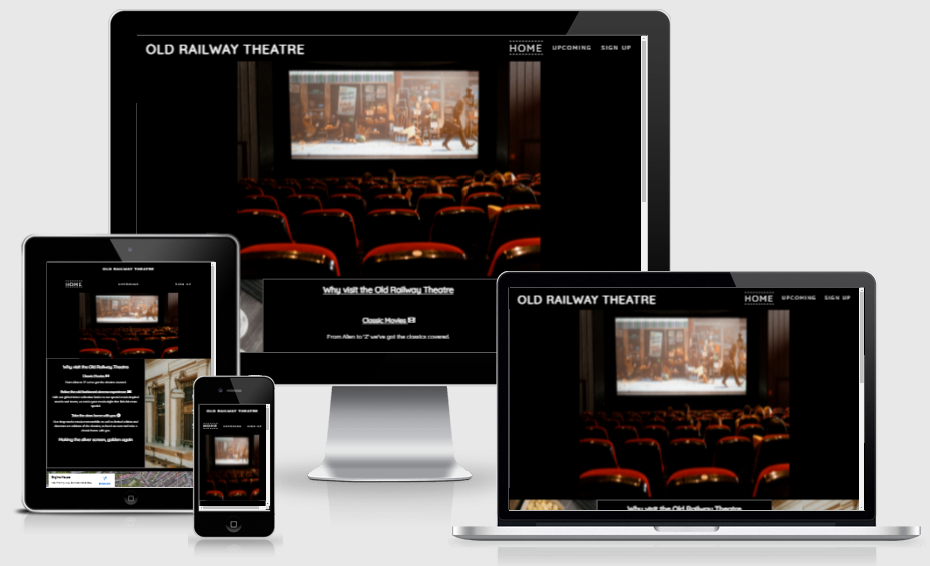 OLD RAILWAY THEATRE
HOME UPCOMING SIGN UP
Why visit the Old Railway Theatre
Classic Movies
From Allen to 'Z' we've got the classics covered.
OLD RAILWAY THEATRE
HOME UPCOMING SIGN UP
Why visit the Old Railway Theatre
Classic Movies
Making the silver screen, golden again
OLD RAILWAY THEATRE
HOME UPCOMING SIGN UP
OLD RAILWAY THEATRE
HOME UPCOMING SIGN UP
Why visit the Old Railway Theatre